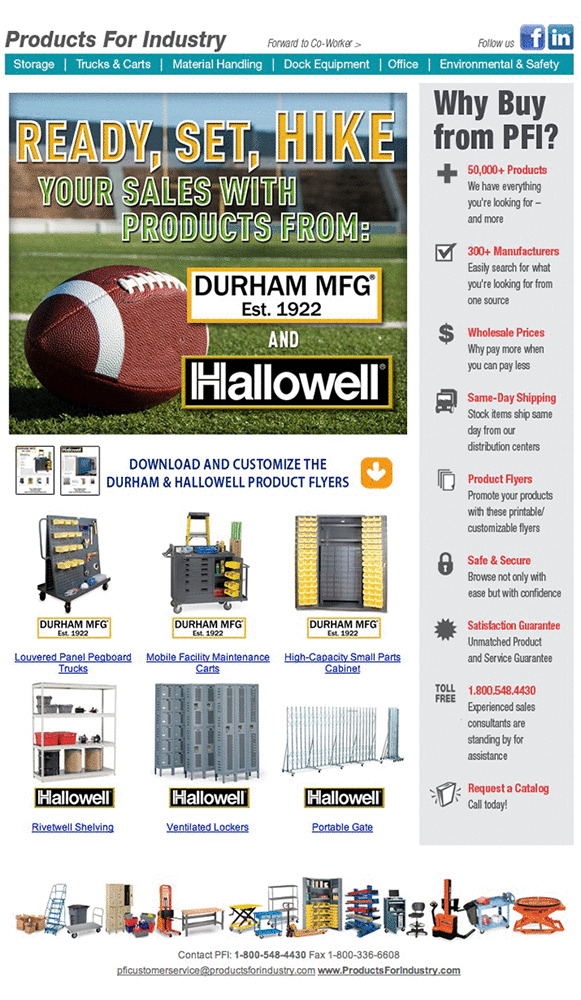 Products For Industry
Forward to Co-Worker >
Follow us
f
in
Storage | Trucks & Carts | Material Handling | Dock Equipment | Office | Environmental & Safety
READY, SET, HIKE
YOUR SALES WITH
PRODUCTS FROM:
DURHAM MFG®
Est. 1922
AND
Hallowell®
DOWNLOAD AND CUSTOMIZE THE
DURHAM & HALLOWELL PRODUCT FLYERS
DURHAM MFG
Hallowell
DURHAM MFG®
Est. 1922
Louvered Panel Pegboard
Trucks
DURHAM MFG®
Est. 1922
Mobile Facility Maintenance
Carts
DURHAM MFG®
Est. 1922
High-Capacity Small Parts
Cabinet
Hallowell
Rivetwell Shelving
Hallowell
Ventilated Lockers
Hallowell
Portable Gate
Why Buy
from PFI?
50,000+ Products
We have everything
you're looking for –
and more
300+ Manufacturers
Easily search for what
you're looking for from
one source
$
Wholesale Prices
Why pay more when
you can pay less
Same-Day Shipping
Stock items ship same
day from our
distribution centers
Product Flyers
Promote your products
with these printable/
customizable flyers
Safe & Secure
Browse not only with
ease but with confidence
Satisfaction Guarantee
Unmatched Product
and Service Guarantee
TOLL
FREE
1.800.548.4430
Experienced sales
consultants are
standing by for
assistance
Request a Catalog
Call today!
Contact PFI: 1-800-548-4430 Fax 1-800-336-6608
pficustomerservice@productsforindustry.com www.ProductsForIndustry.com